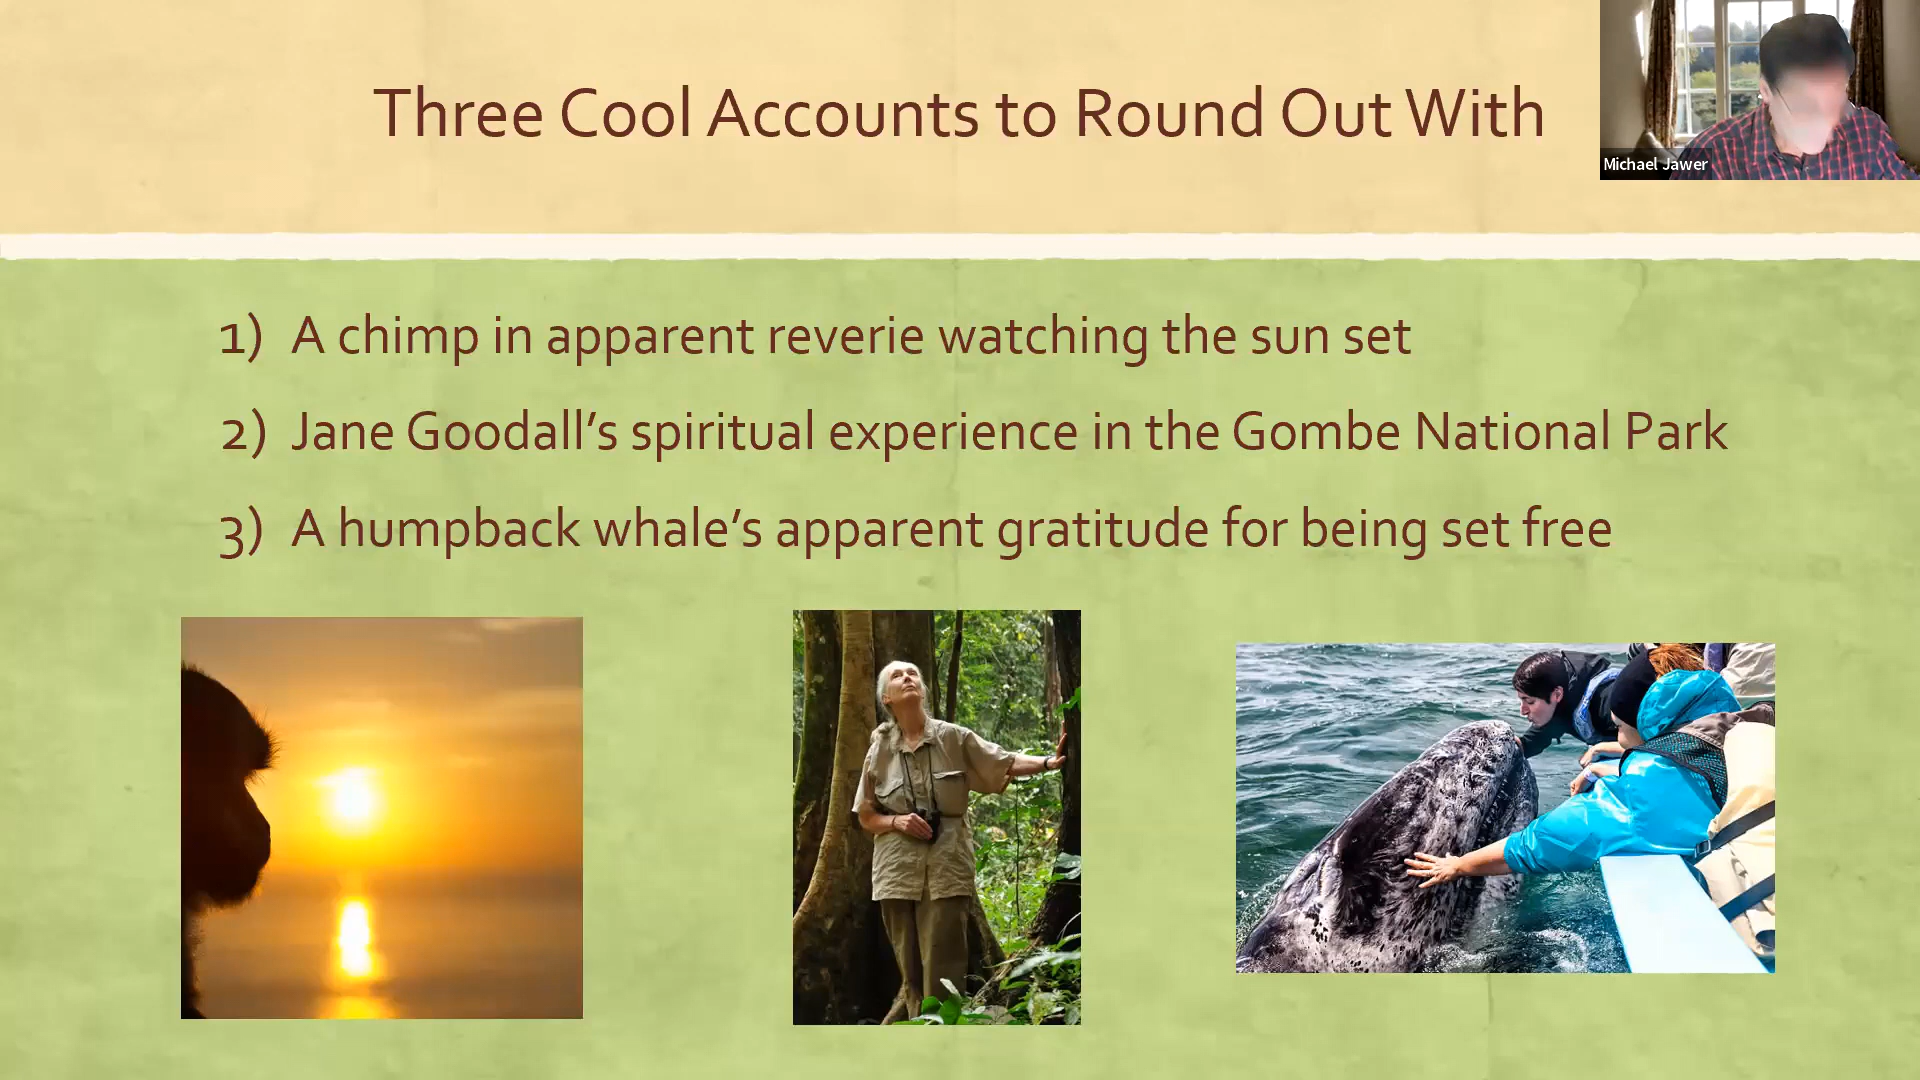 Three Cool Accounts to Round Out With
Michael Jawer
1) A chimp in apparent reverie watching the sun set
2) Jane Goodall’s spiritual experience in the Gombe National Park
3) A humpback whale’s apparent gratitude for being set free